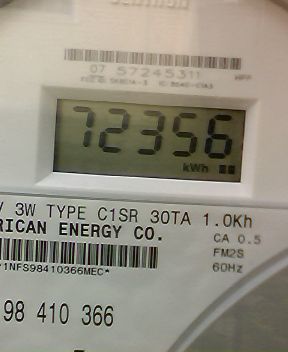 07 57245311
72356
kWh
V 3W TYPE C1SR 30TA 1.0Kh
RICAN ENERGY CO.
CA 0.5
FM2S
60Hz
*1NFS98410366MEC*
98 410 366